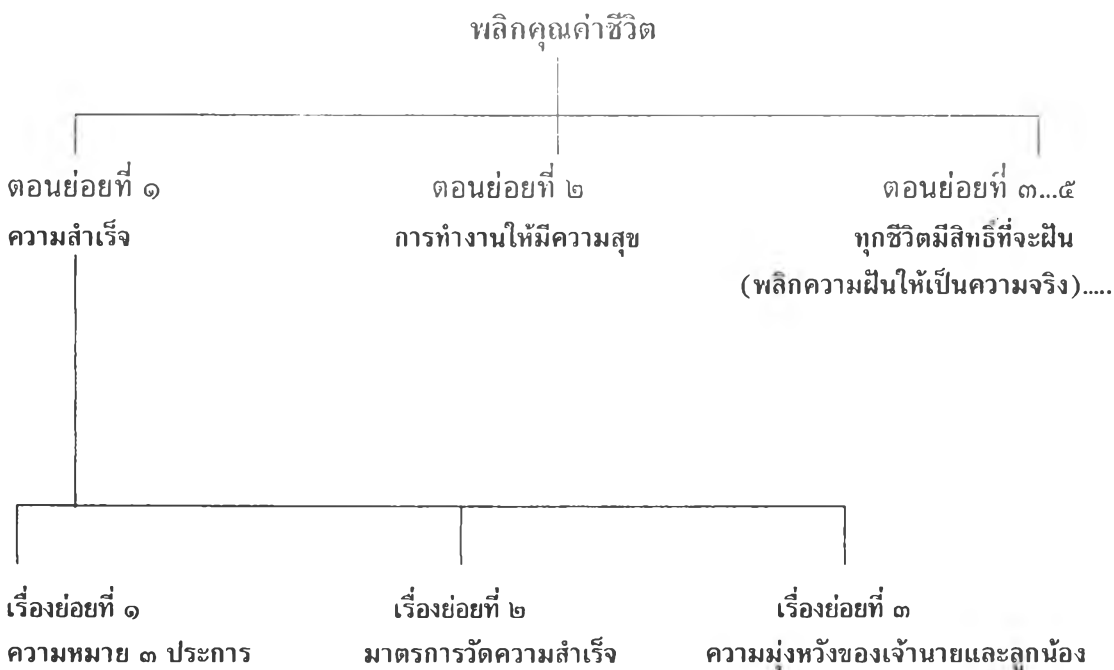 พลิกคุณค่าชีวิต
ตอนย่อยที่ ๑ ตอนย่อยที่ ๒ ตอนย่อยที่ ๓...๕
ความสำเร็จ การทำงานให้มีความสุข ทุกชีวิตมีสิทธิ์ที่จะฝัน
(พลิกความฝันให้เป็นความจริง).....
เรื่องย่อยที่ ๑ เรื่องย่อยที่ ๒ เรื่องย่อยที่ ๓
ความหมาย ๓ ประการ มาตรการวัดความสำเร็จ ความมุ่งหวังของเจ้านายและลูกน้อง